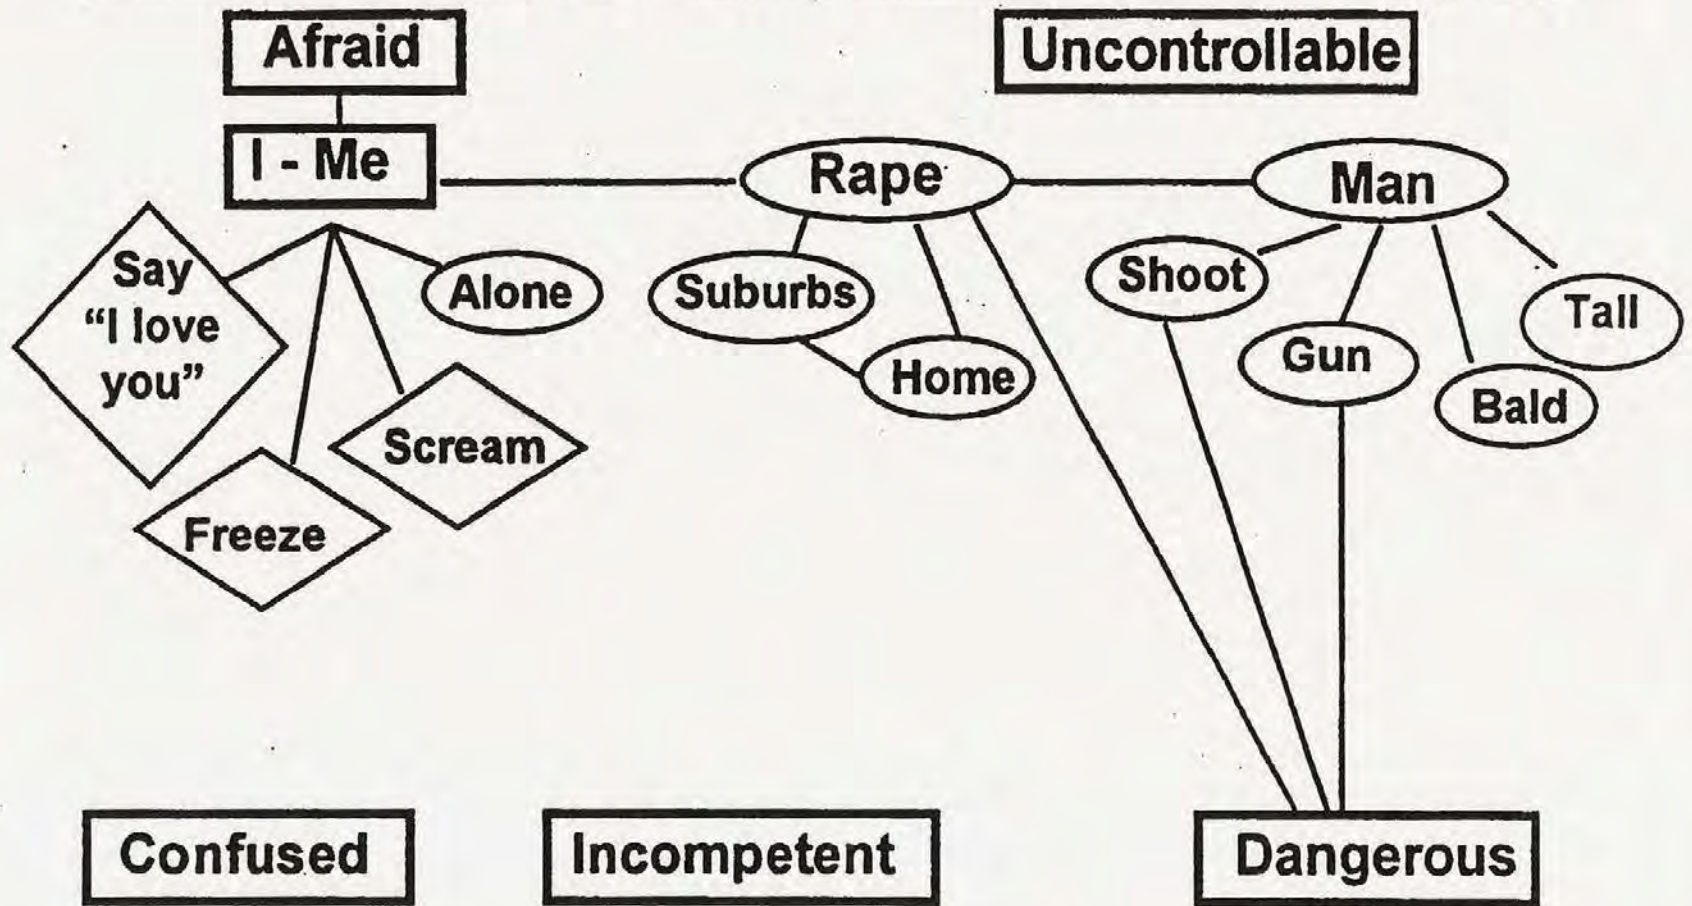 Afraid
Uncontrollable
I - Me
Rape
Man
Say
“I love
you”
Alone
Suburbs
Home
Shoot
Gun
Tall
Bald
Scream
Freeze
Confused
Incompetent
Dangerous